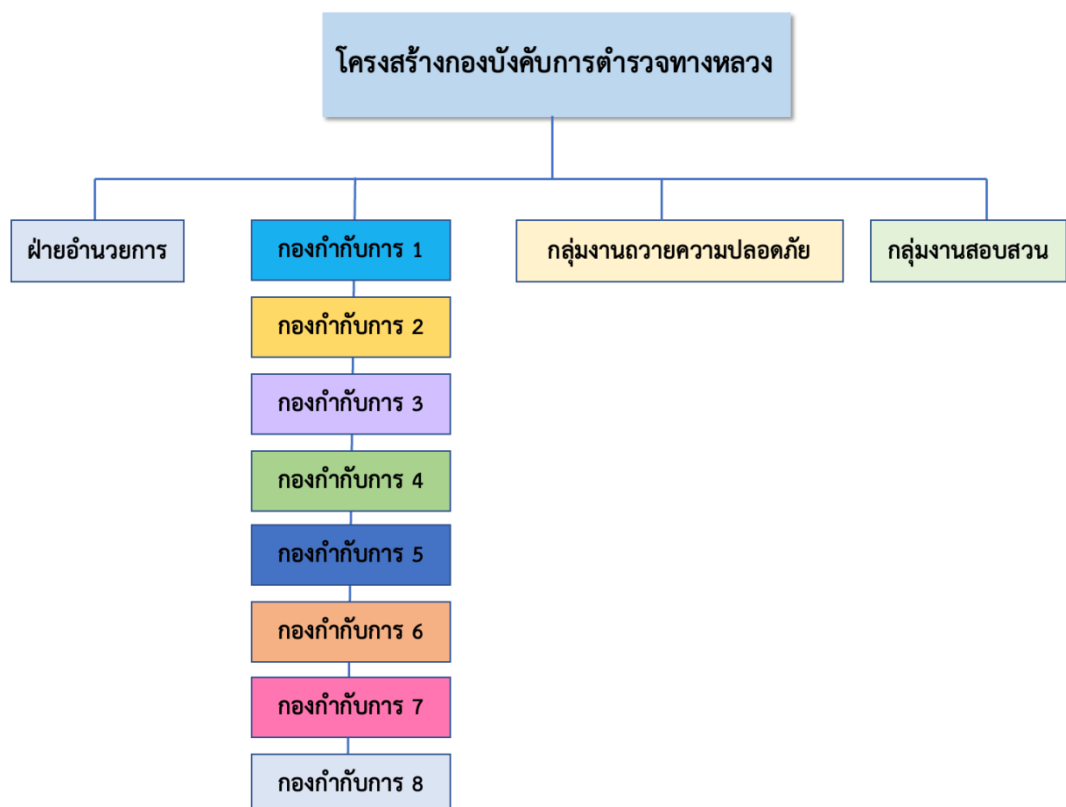 โครงสร้างกองบังคับการตำรวจทางหลวง
ฝ่ายอำนวยการ
กองกำกับการ 1
กลุ่มงานถวายความปลอดภัย
กลุ่มงานสอบสวน
กองกำกับการ 2
กองกำกับการ 3
กองกำกับการ 4
กองกำกับการ 5
กองกำกับการ 6
กองกำกับการ 7
กองกำกับการ 8